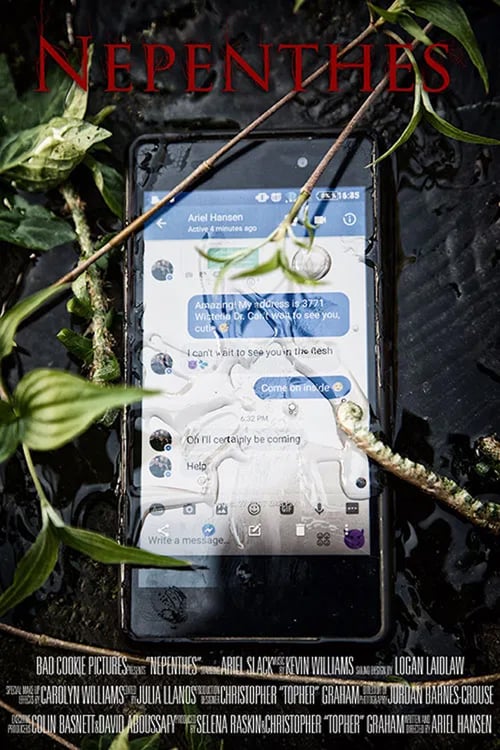 NEPENTHES
16:35
Ariel Hansen
Active 4 minutes ago
Amazing! My address is 3771
Wisteria Dr. Can't wait to see you,
cutie
I can't wait to see you in the flesh
Come on inside
6:32 PM
Oh I'll certainly be coming
Help
Write a message...
BAD COOKIE PICTURES PRESENTS "NEPENTHES" STARRING ARIEL SLACK MUSIC BY KEVIN WILLIAMS SOUND DESIGN BY LOGAN LAIDLAW
SPECIAL MAKE UP EFFECTS BY CAROLYN WILLIAMS EDITED BY JULIA LLANOS PRODUCTION DESIGNER CHRISTOPHER "TOPHER" GRAHAM DIRECTOR OF PHOTOGRAPHY JORDAN BARNES-CROUSE
EXECUTIVE PRODUCERS COLIN BASNETT & DAVID ABOUSSAFY PRODUCED BY SELENA RASKIN & CHRISTOPHER "TOPHER" GRAHAM WRITTEN AND DIRECTED BY ARIEL HANSEN